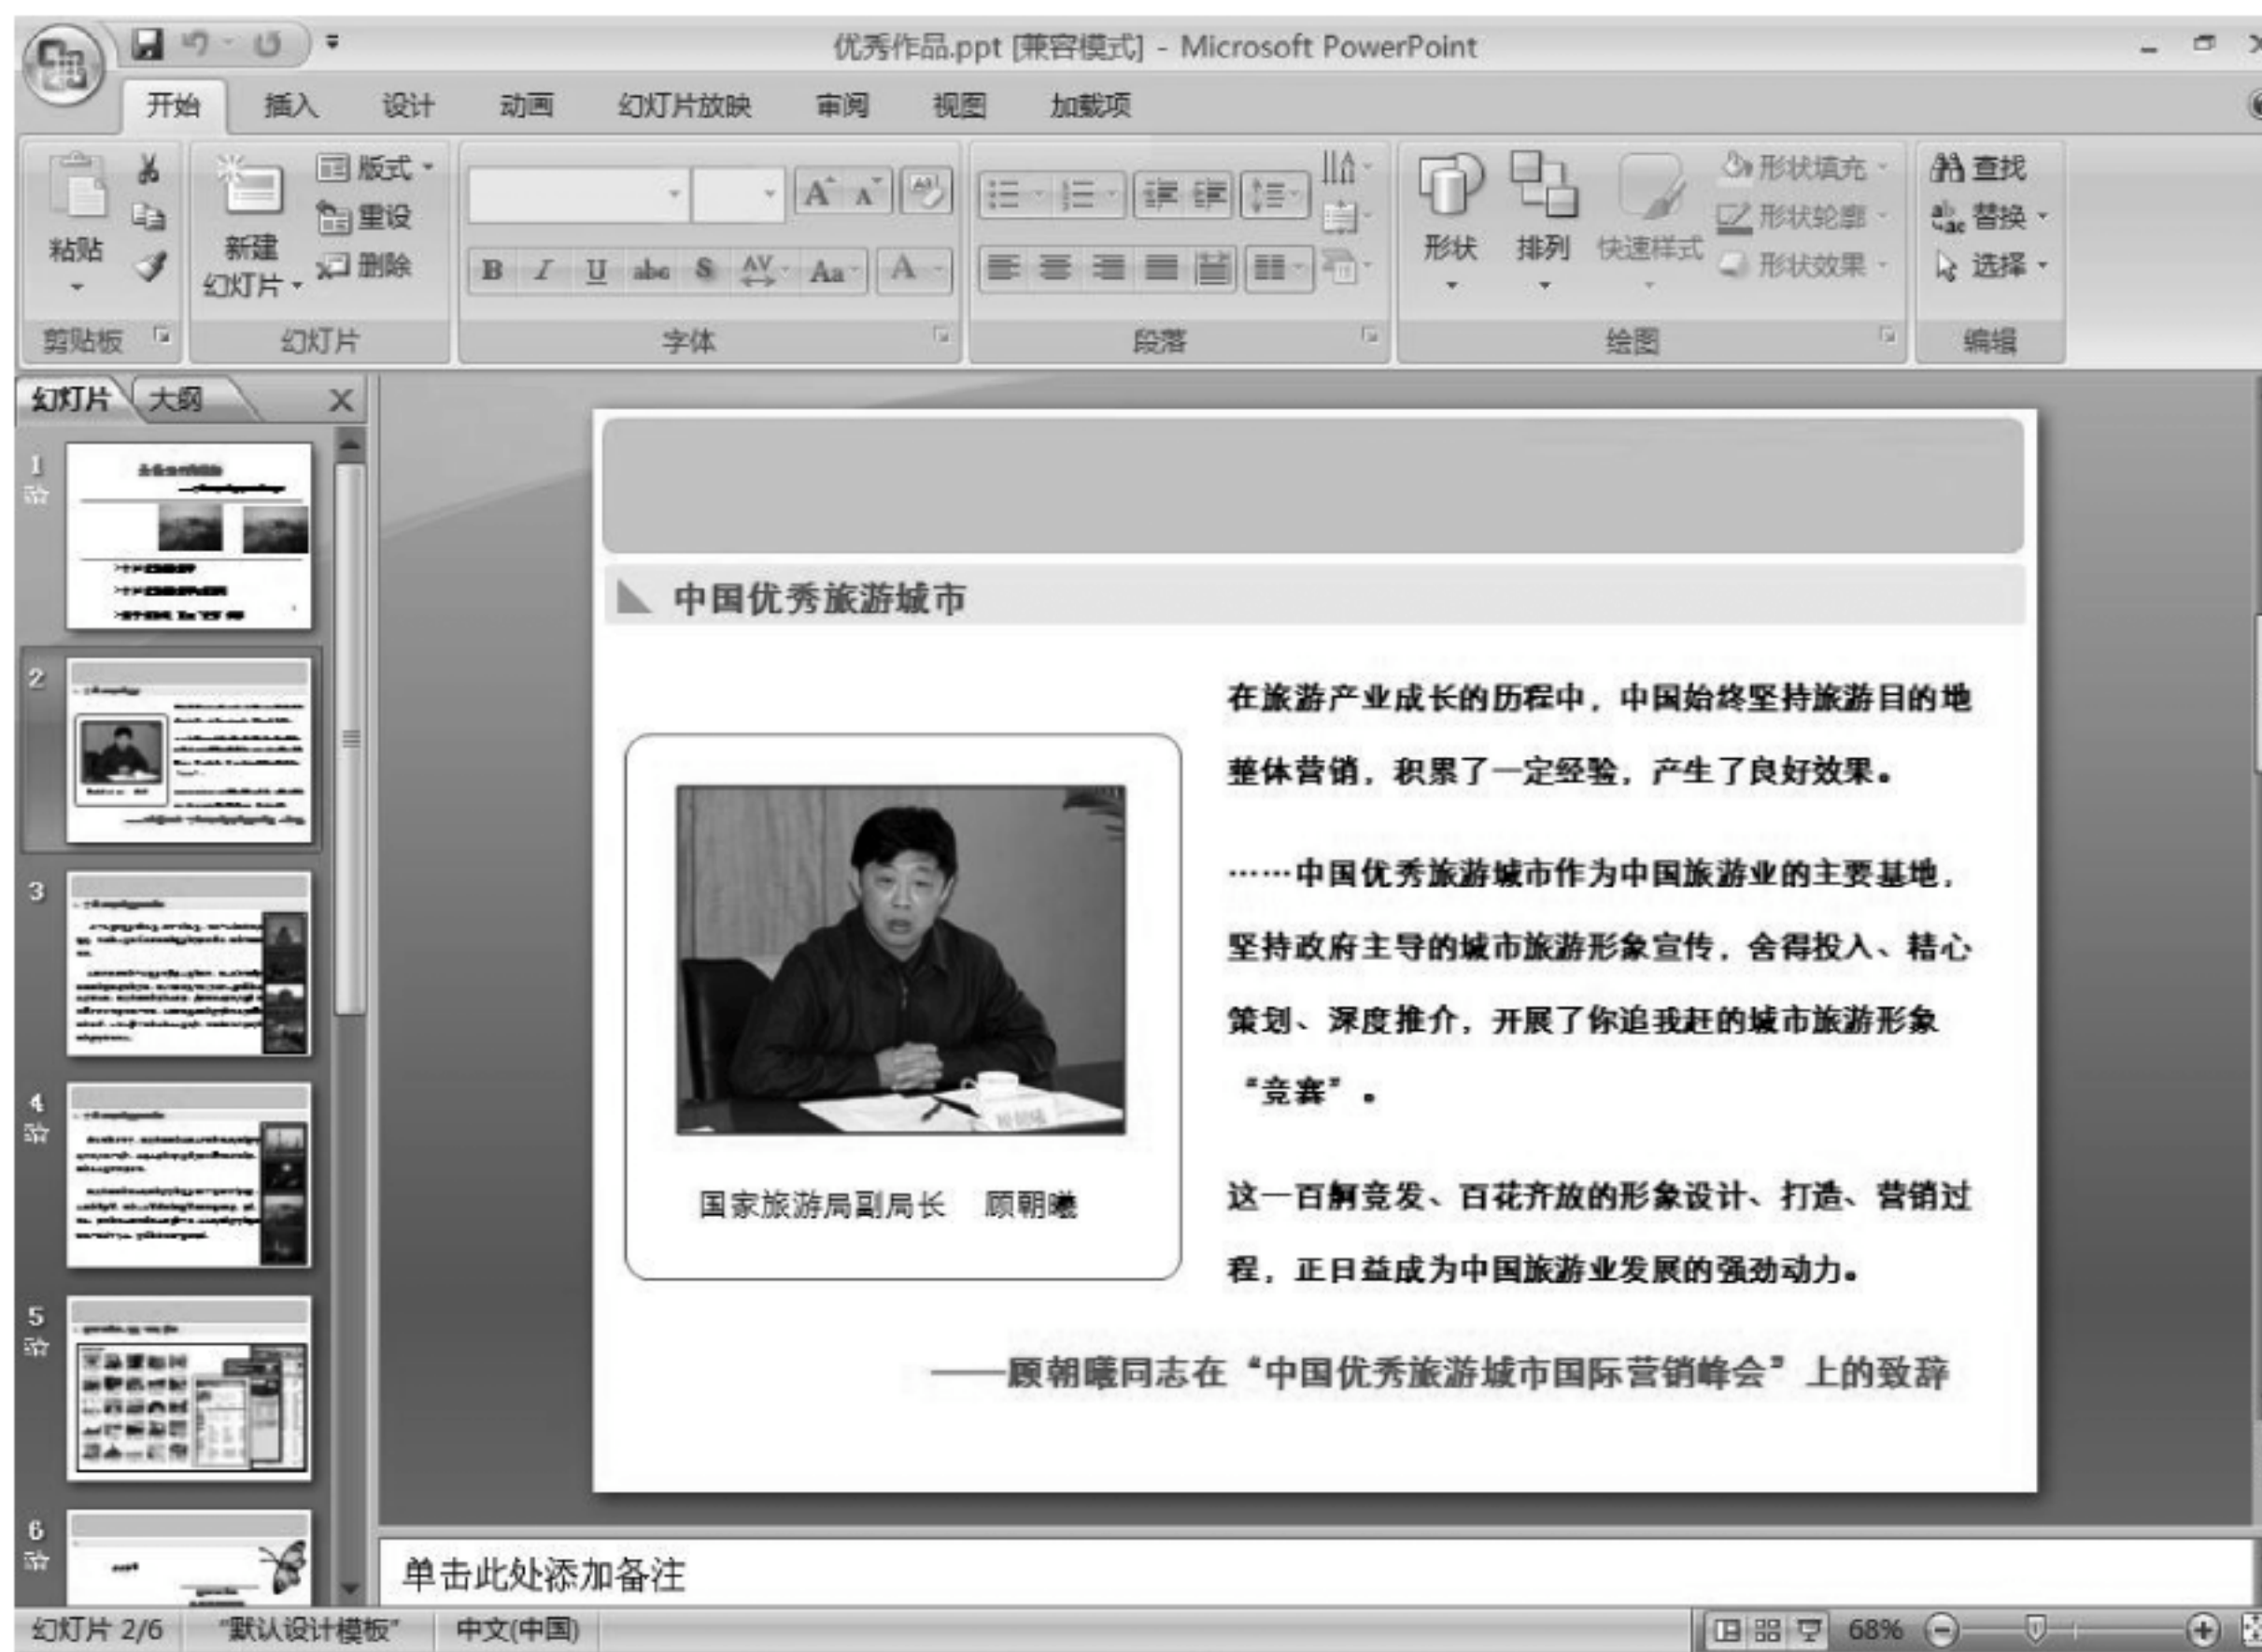 优秀作品.ppt [兼容模式] - Microsoft PowerPoint
开始 插入 设计 动画 幻灯片放映 审阅 视图 加载项
粘贴
剪贴板
新建
幻灯片
版式
重设
删除
幻灯片
B I U abe S AV Aa A
字体
段落
形状 排列 快速样式
形状填充
形状轮廓
形状效果
绘图
查找
替换
选择
编辑
幻灯片 大纲 X
1
2
3
4
5
6
中国优秀旅游城市
在旅游产业成长的历程中，中国始终坚持旅游目的地
整体营销，积累了一定经验，产生了良好效果。
……中国优秀旅游城市作为中国旅游业的主要基地，
坚持政府主导的城市旅游形象宣传，舍得投入、精心
策划、深度推介，开展了你追我赶的城市旅游形象
“竞赛”。
这一百舸竞发、百花齐放的形象设计、打造、营销过
程，正日益成为中国旅游业发展的强劲动力。
国家旅游局副局长 顾朝曦
——顾朝曦同志在“中国优秀旅游城市国际营销峰会”上的致辞
单击此处添加备注
幻灯片 2/6 “默认设计模板” 中文(中国) 68%